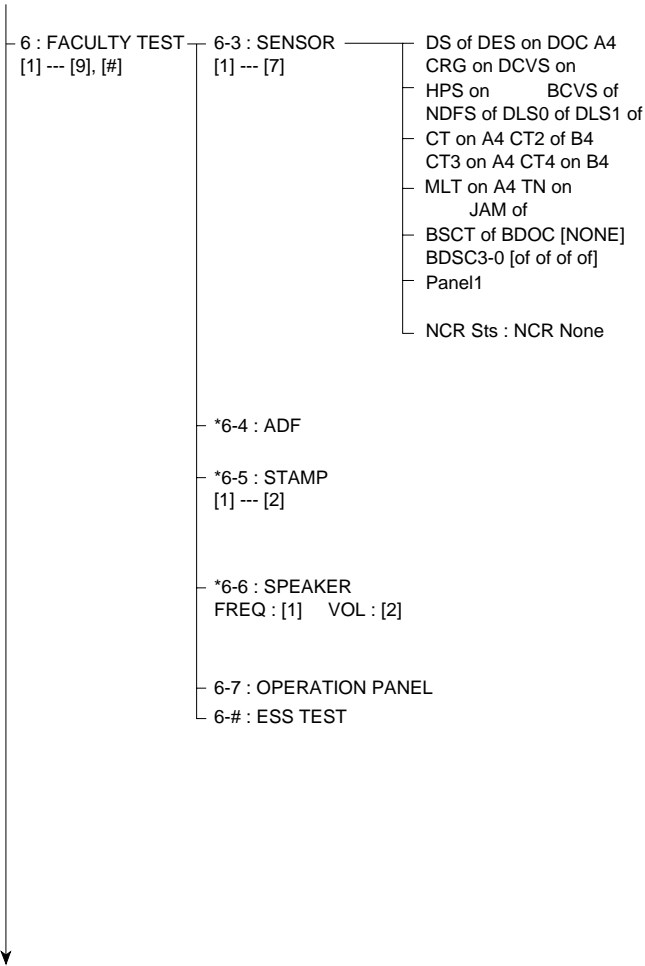 6 : FACULTY TEST
[1] --- [9], [#]
6-3 : SENSOR
[1] --- [7]
DS of DES on DOC A4
CRG on DCVS on
HPS on BCVS of
NDFS of DLS0 of DLS1 of
CT on A4 CT2 of B4
CT3 on A4 CT4 on B4
MLT on A4 TN on
JAM of
BSCT of BDOC [NONE]
BDSC3-0 [of of of of]
Panel1
NCR Sts : NCR None
*6-4 : ADF
*6-5 : STAMP
[1] --- [2]
*6-6 : SPEAKER
FREQ : [1] VOL : [2]
6-7 : OPERATION PANEL
6-# : ESS TEST